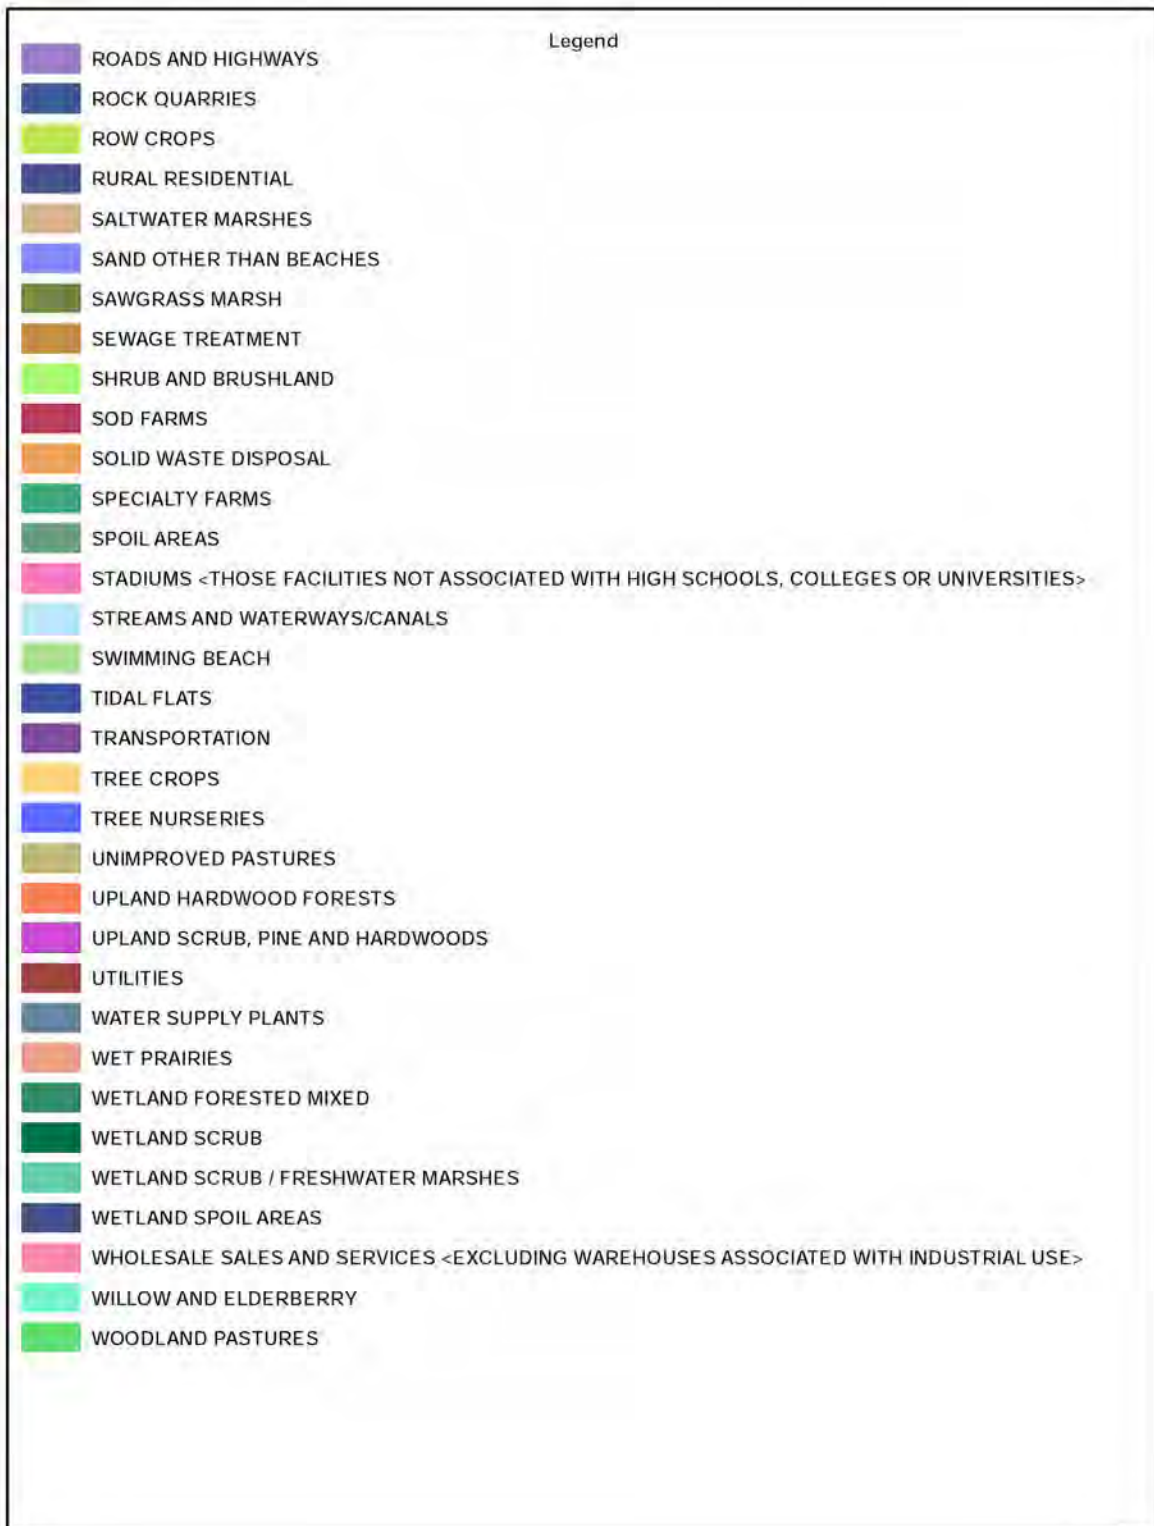 Legend
ROADS AND HIGHWAYS
ROCK QUARRIES
ROW CROPS
RURAL RESIDENTIAL
SALTWATER MARSHES
SAND OTHER THAN BEACHES
SAWGRASS MARSH
SEWAGE TREATMENT
SHRUB AND BRUSHLAND
SOD FARMS
SOLID WASTE DISPOSAL
SPECIALTY FARMS
SPOIL AREAS
STADIUMS <THOSE FACILITIES NOT ASSOCIATED WITH HIGH SCHOOLS, COLLEGES OR UNIVERSITIES>
STREAMS AND WATERWAYS/CANALS
SWIMMING BEACH
TIDAL FLATS
TRANSPORTATION
TREE CROPS
TREE NURSERIES
UNIMPROVED PASTURES
UPLAND HARDWOOD FORESTS
UPLAND SCRUB, PINE AND HARDWOODS
UTILITIES
WATER SUPPLY PLANTS
WET PRAIRIES
WETLAND FORESTED MIXED
WETLAND SCRUB
WETLAND SCRUB / FRESHWATER MARSHES
WETLAND SPOIL AREAS
WHOLESALE SALES AND SERVICES <EXCLUDING WAREHOUSES ASSOCIATED WITH INDUSTRIAL USE>
WILLOW AND ELDERBERRY
WOODLAND PASTURES